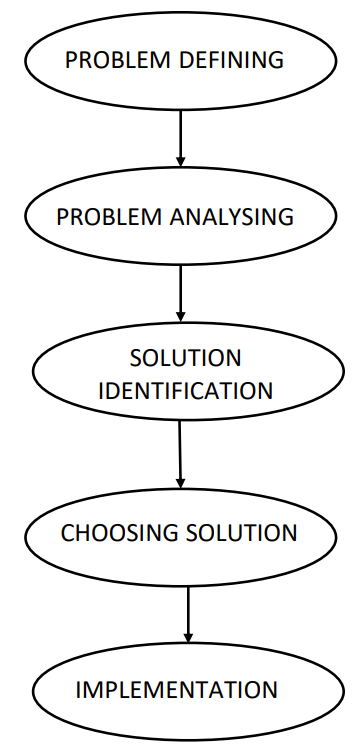 PROBLEM DEFINING
PROBLEM ANALYSING
SOLUTION
IDENTIFICATION
CHOOSING SOLUTION
IMPLEMENTATION